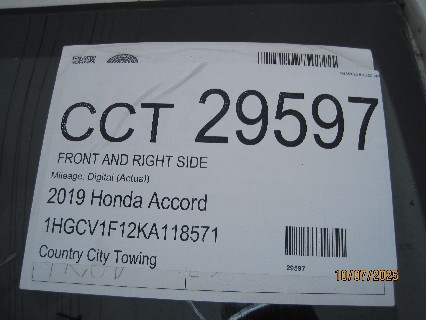 CCT 29597
FRONT AND RIGHT SIDE
Mileage, Digital (Actual)
2019 Honda Accord
1HGCV1F12KA118571
Country City Towing
29597
10/07/2025